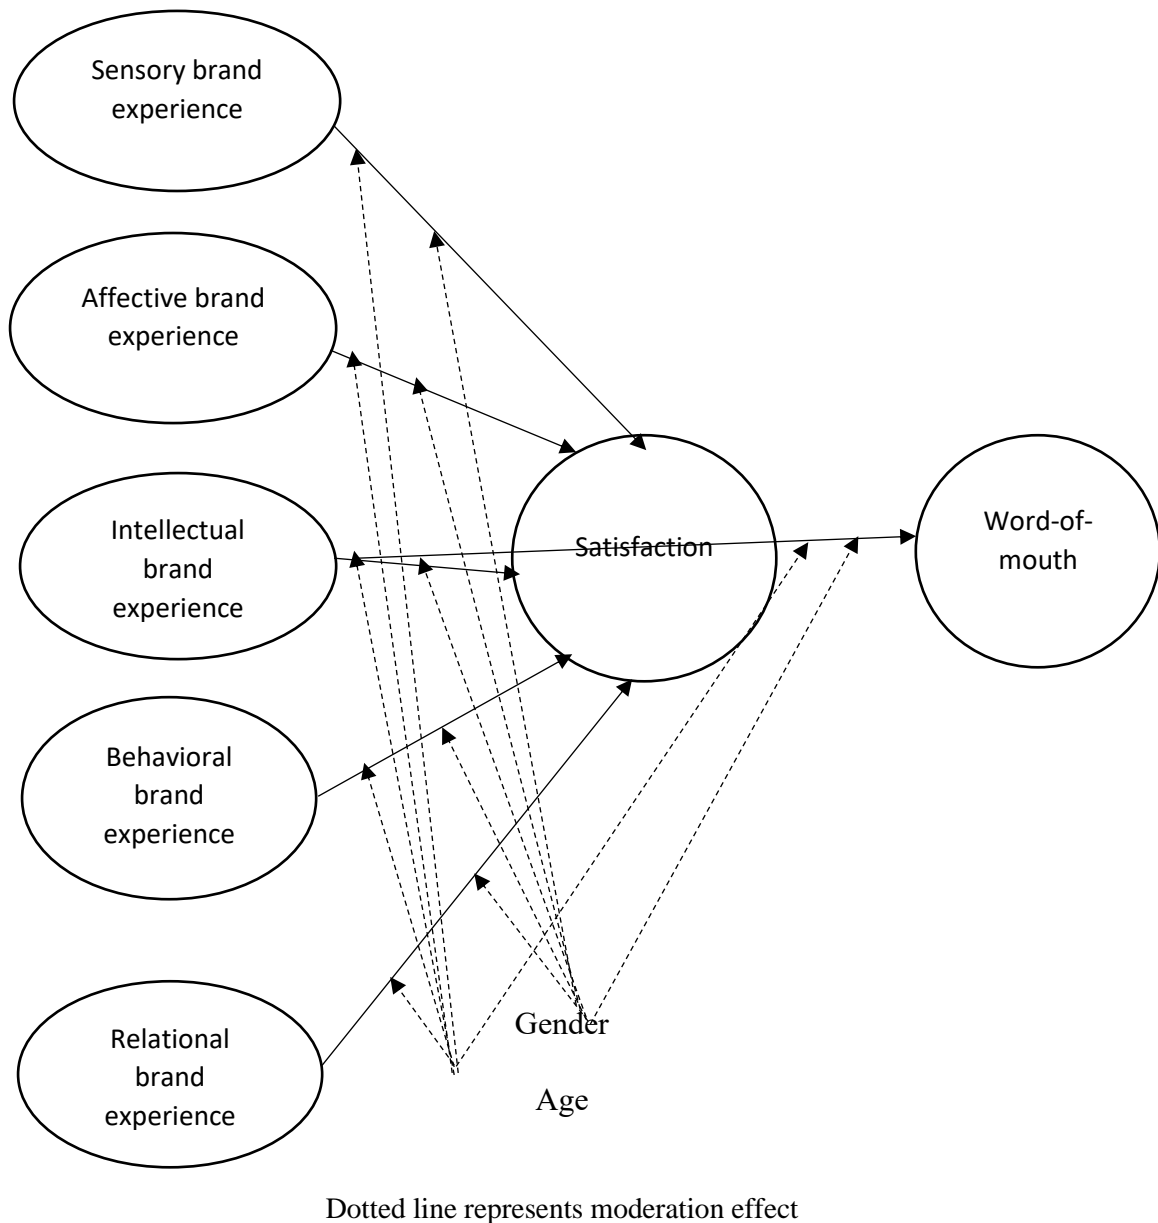 Sensory brand
experience
Affective brand
experience
Intellectual
brand
experience
Satisfaction
Word-of-
mouth
Behavioral
brand
experience
Relational
brand
experience
Gender
Age
Dotted line represents moderation effect